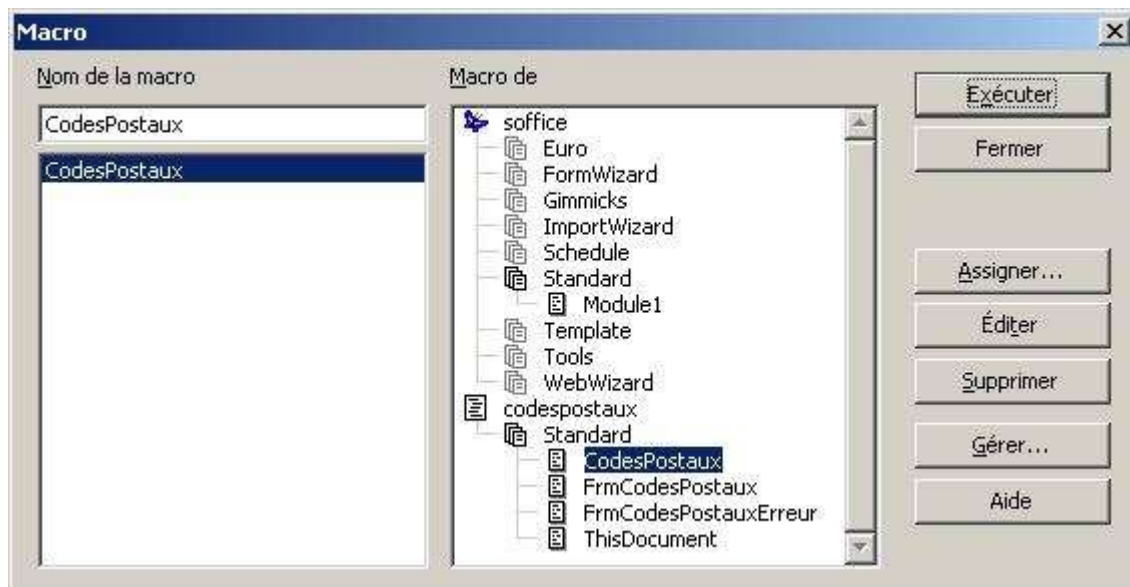 Macro
Nom de la macro
CodesPostaux
CodesPostaux
Macro de
soffice
Euro
FormWizard
Gimmicks
ImportWizard
Schedule
Standard
Module1
Template
Tools
WebWizard
codespostaux
Standard
CodesPostaux
FrmCodesPostaux
FrmCodesPostauxErreur
ThisDocument
Exécuter
Fermer
Assigner...
Éditer
Supprimer
Gérer...
Aide